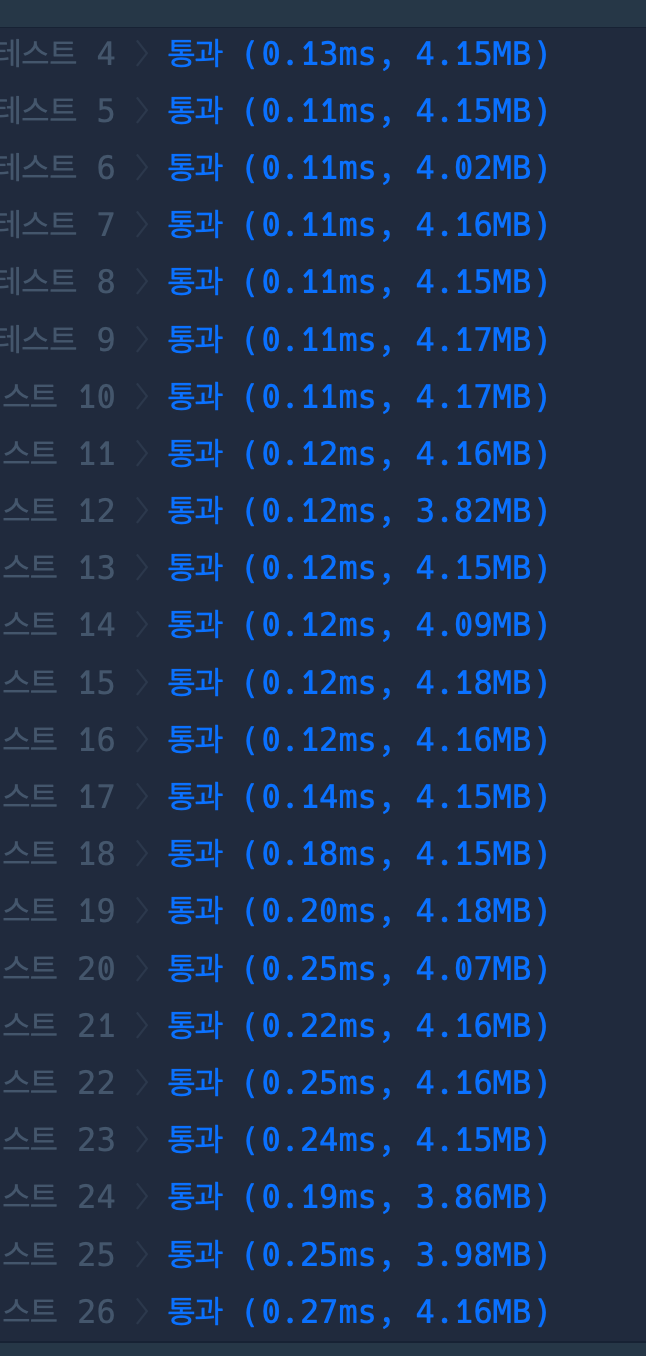 테스트 4 〉 통과 (0.13ms, 4.15MB)
테스트 5 〉 통과 (0.11ms, 4.15MB)
테스트 6 〉 통과 (0.11ms, 4.02MB)
테스트 7 〉 통과 (0.11ms, 4.16MB)
테스트 8 〉 통과 (0.11ms, 4.15MB)
테스트 9 〉 통과 (0.11ms, 4.17MB)
스트 10 〉 통과 (0.11ms, 4.17MB)
스트 11 〉 통과 (0.12ms, 4.16MB)
스트 12 〉 통과 (0.12ms, 3.82MB)
스트 13 〉 통과 (0.12ms, 4.15MB)
스트 14 〉 통과 (0.12ms, 4.09MB)
스트 15 〉 통과 (0.12ms, 4.18MB)
스트 16 〉 통과 (0.12ms, 4.16MB)
스트 17 〉 통과 (0.14ms, 4.15MB)
스트 18 〉 통과 (0.18ms, 4.15MB)
스트 19 〉 통과 (0.20ms, 4.18MB)
스트 20 〉 통과 (0.25ms, 4.07MB)
스트 21 〉 통과 (0.22ms, 4.16MB)
스트 22 〉 통과 (0.25ms, 4.16MB)
스트 23 〉 통과 (0.24ms, 4.15MB)
스트 24 〉 통과 (0.19ms, 3.86MB)
스트 25 〉 통과 (0.25ms, 3.98MB)
스트 26 〉 통과 (0.27ms, 4.16MB)